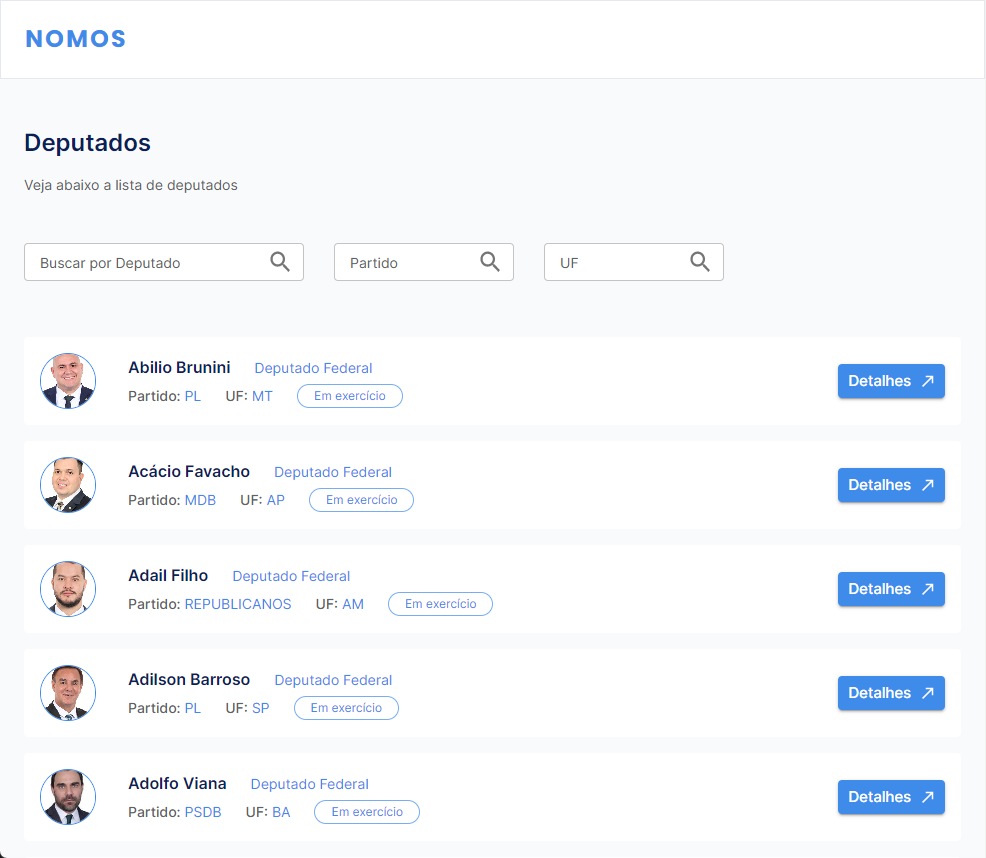 NOMOS
Deputados
Veja abaixo a lista de deputados
Buscar por Deputado
Partido
UF
Abilio Brunini Deputado Federal
Partido: PL UF: MT Em exercício
Detalhes
Acácio Favacho Deputado Federal
Partido: MDB UF: AP Em exercício
Detalhes
Adail Filho Deputado Federal
Partido: REPUBLICANOS UF: AM Em exercício
Detalhes
Adilson Barroso Deputado Federal
Partido: PL UF: SP Em exercício
Detalhes
Adolfo Viana Deputado Federal
Partido: PSDB UF: BA Em exercício
Detalhes